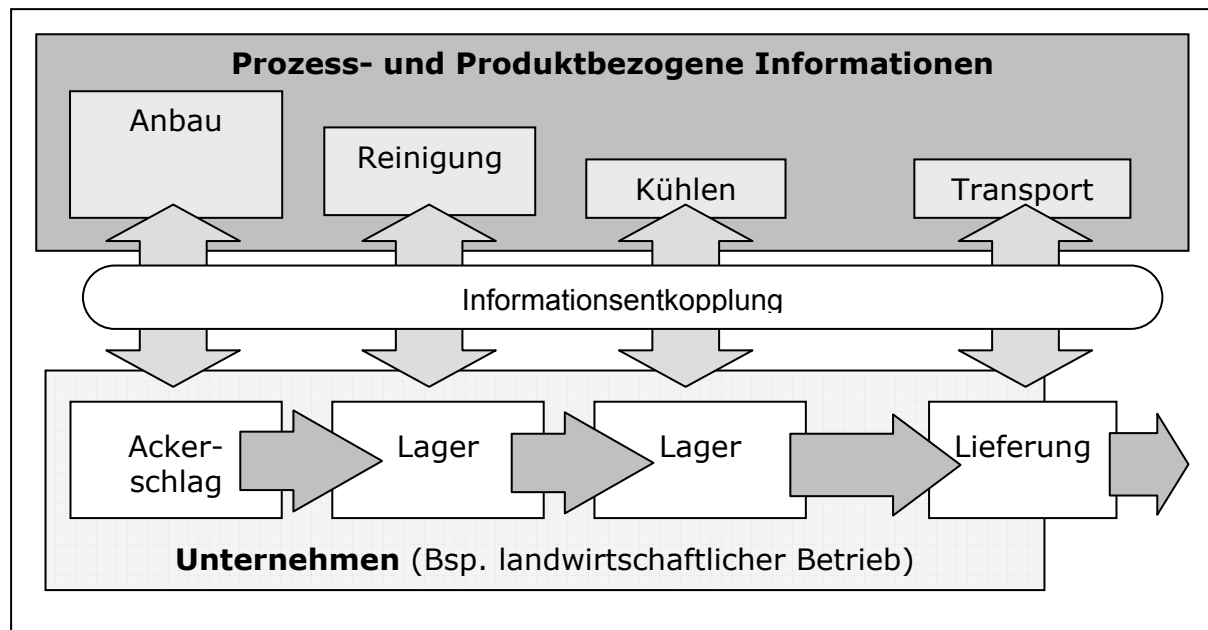 Prozess- und Produktbezogene Informationen
Anbau
Reinigung
Kühlen
Transport
Informationsentkopplung
Acker-
schlag
Lager
Lager
Lieferung
Unternehmen (Bsp. landwirtschaftlicher Betrieb)